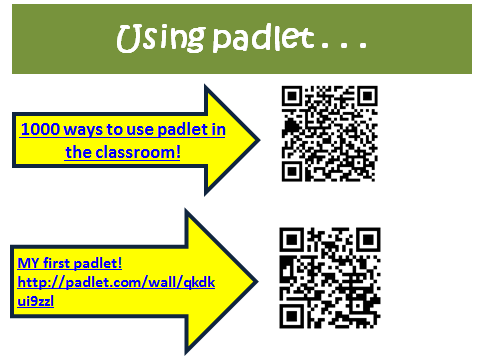 Using padlet . . .
1000 ways to use padlet in
the classroom!
MY first padlet!
http://padlet.com/wall/qkdk
ui9zzl